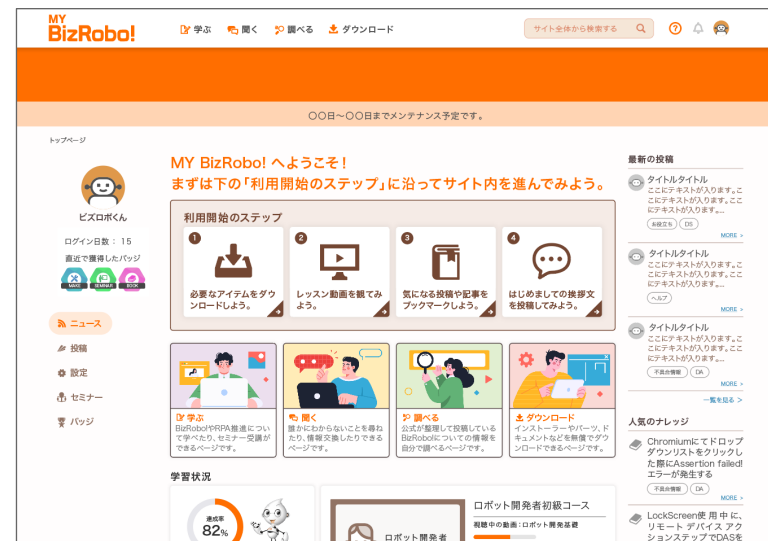 MY
BizRobo!
学ぶ
聞く
調べる
ダウンロード
サイト全体から検索する
〇〇日〜〇〇日までメンテナンス予定です。
トップページ
ビズロボくん
ログイン日数： 15
直近で獲得したバッジ
MAKE
SEMINAR
BOOK
ニュース
投稿
設定
セミナー
バッジ
MY BizRobo! へようこそ！
まずは下の「利用開始のステップ」に沿ってサイト内を進んでみよう。
利用開始のステップ
1
必要なアイテムをダウ
ンロードしよう。
2
レッスン動画を観てみ
よう。
3
気になる投稿や記事を
ブックマークしよう。
4
はじめましての挨拶文
を投稿してみよう。
学ぶ
BizRobo!やRPA推進につい
て学べたり、セミナー受講が
できるページです。
聞く
誰かにわからないことを尋ね
たり、情報交換したりできる
ページです。
調べる
公式が整理して投稿している
BizRoboについての情報を
自分で調べるページです。
ダウンロード
インストーラーやパーツ、ド
キュメントなどを無償でダウ
ンロードできるページです。
学習状況
達成率
82%
ロボット開発者
ロボット開発者初級コース
視聴中の動画：ロボット開発基礎
最新の投稿
タイトルタイトル
ここにテキストが入ります。こ
こにテキストが入ります。ここ
にテキストが入ります。...
お役立ち
DS
MORE >
タイトルタイトル
ここにテキストが入ります。こ
こにテキストが入ります。ここ
にテキストが入ります。...
ヘルプ
MORE >
タイトルタイトル
ここにテキストが入ります。こ
こにテキストが入ります。ここ
にテキストが入ります。...
不具合情報
DA
MORE >
一覧を見る >
人気のナレッジ
Chromiumにてドロップ
ダウンリストをクリックし
た際にAssertion failed!
エラーが発生する
不具合情報
DA
MORE >
LockScreen使用中に、
リモートデバイスアク
ションステップでDASを